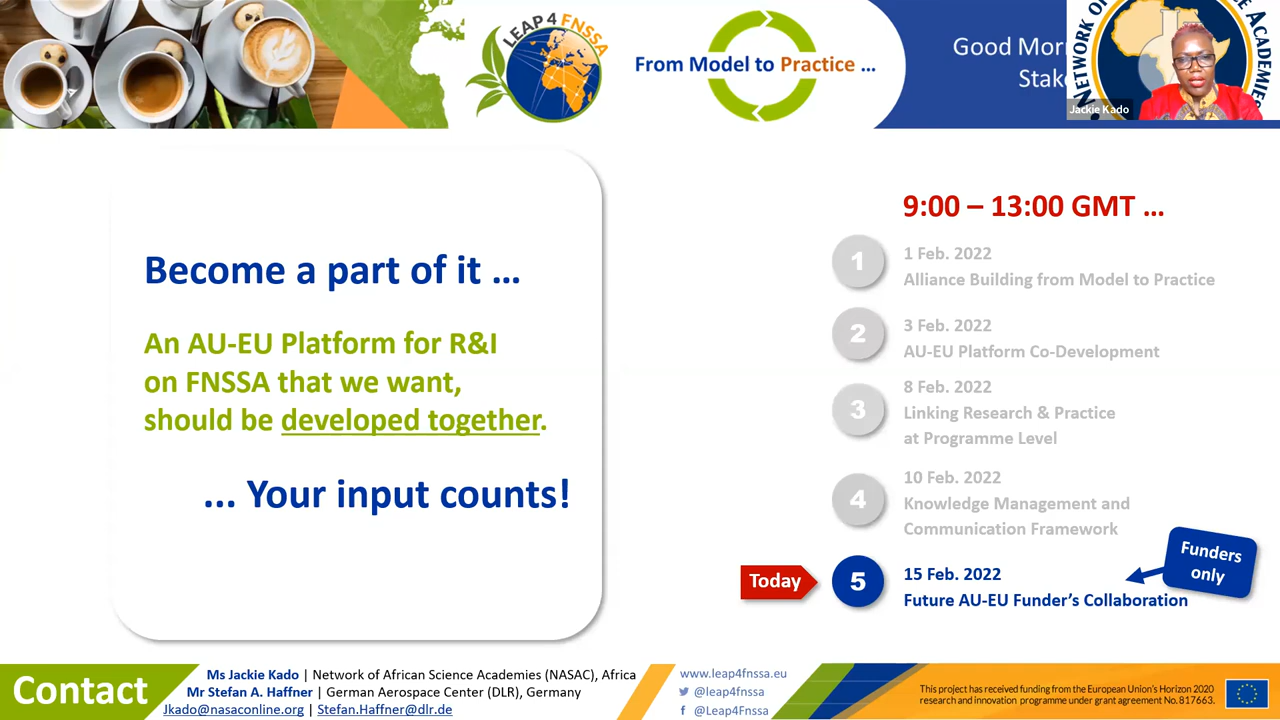 LEAP4FNSSA
From Model to Practice ...
Good Mor
Stake
NETWORK OF
ACADEMIES
Jackie Kado
Become a part of it ...
An AU-EU Platform for R&I
on FNSSA that we want,
should be developed together.
... Your input counts!
9:00 – 13:00 GMT ...
1
1 Feb. 2022
Alliance Building from Model to Practice
2
3 Feb. 2022
AU-EU Platform Co-Development
3
8 Feb. 2022
Linking Research & Practice
at Programme Level
4
10 Feb. 2022
Knowledge Management and
Communication Framework
Funders
only
Today
5
15 Feb. 2022
Future AU-EU Funder's Collaboration
Contact
Ms Jackie Kado | Network of African Science Academies (NASAC), Africa
Mr Stefan A. Haffner | German Aerospace Center (DLR), Germany
Jkado@nasaconline.org | Stefan.Haffner@dlr.de
www.leap4fnssa.eu
@leap4fnssa
@Leap4Fnssa
This project has received funding from the European Union's Horizon 2020
research and innovation programme under grant agreement No. 817663.